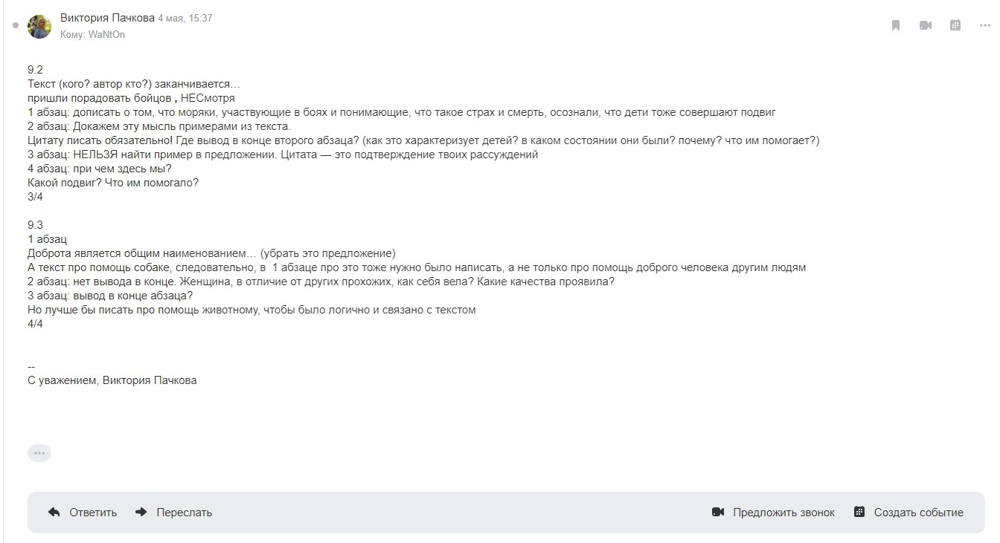 Виктория Пачкова 4 мая, 15:37
Кому: WaNtOn
9.2
Текст (кого? автор кто?) заканчивается…
пришли порадовать бойцов , НЕСмотря
1 абзац: дописать о том, что моряки, участвующие в боях и понимающие, что такое страх и смерть, осознали, что дети тоже совершают подвиг
2 абзац: Докажем эту мысль примерами из текста.
Цитату писать обязательно! Где вывод в конце второго абзаца? (как это характеризует детей? в каком состоянии они были? почему? что им помогает?)
3 абзац: НЕЛЬЗЯ найти пример в предложении. Цитата — это подтверждение твоих рассуждений
4 абзац: при чем здесь мы?
Какой подвиг? Что им помогало?
3/4
9.3
1 абзац
Доброта является общим наименованием… (убрать это предложение)
А текст про помощь собаке, следовательно, в  1 абзаце про это тоже нужно было написать, а не только про помощь доброго человека другим людям
2 абзац: нет вывода в конце. Женщина, в отличие от других прохожих, как себя вела? Какие качества проявила?
3 абзац: вывод в конце абзаца?
Но лучше бы писать про помощь животному, чтобы было логично и связано с текстом
4/4
--
С уважением, Виктория Пачкова
Ответить Переслать Предложить звонок Создать событие